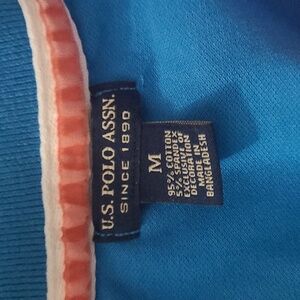 U.S. POLO ASSN.
SINCE 1890
M
95% COTTON
5% SPANDEX
EXCLUSIVE OF
DECORATION
MADE IN
BANGLADESH